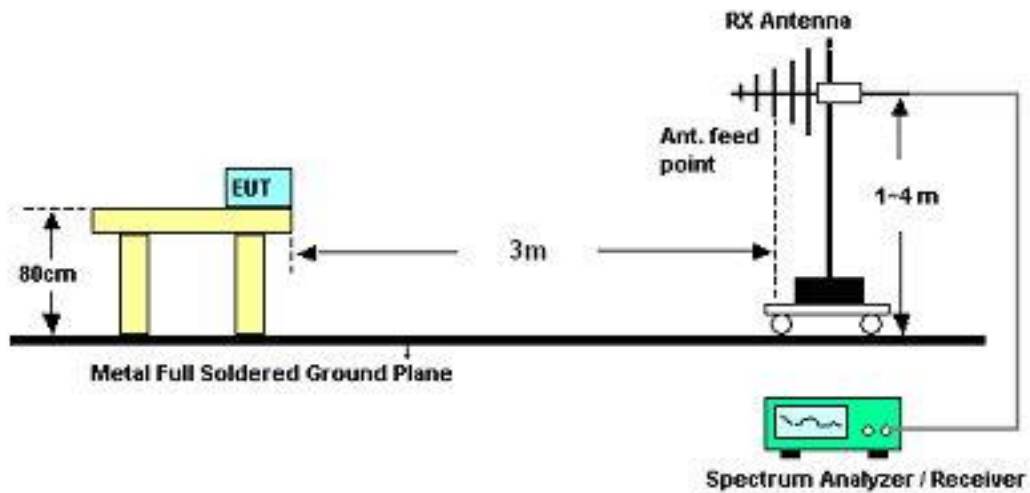 RX Antenna
Ant. feed
point
EUT
1~4 m
3m
80cm
Metal Full Soldered Ground Plane
Spectrum Analyzer / Receiver